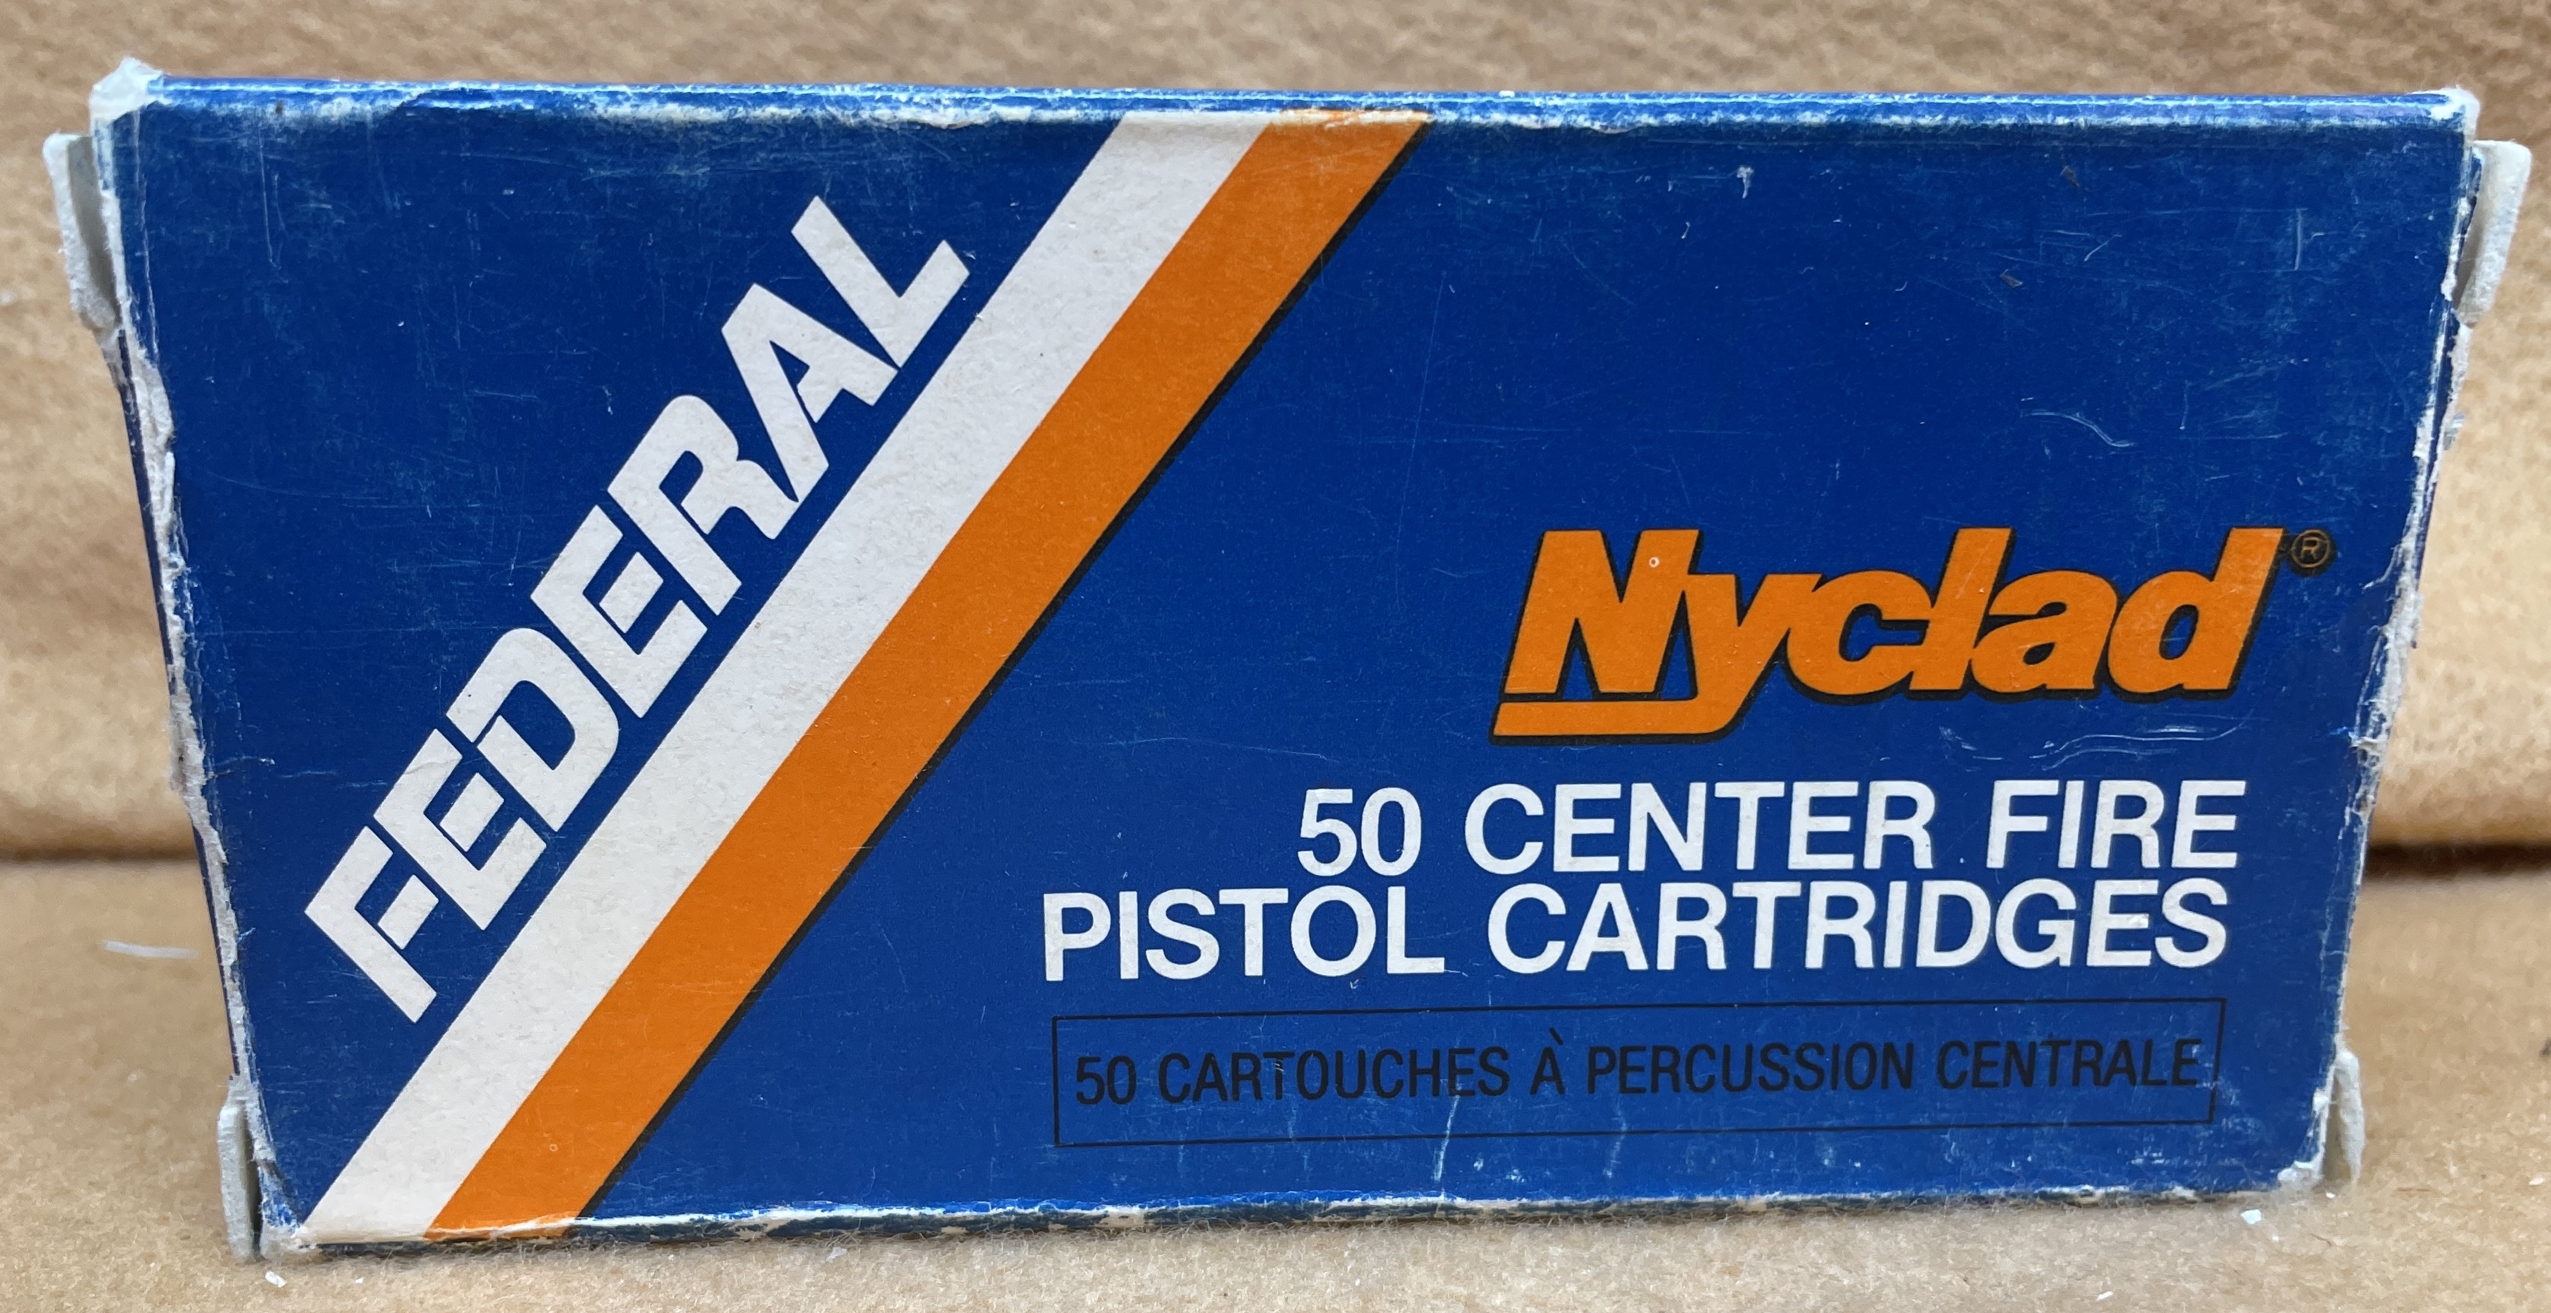 FEDERAL
Nyclad®
50 CENTER FIRE
PISTOL CARTRIDGES
50 CARTOUCHES À PERCUSSION CENTRALE